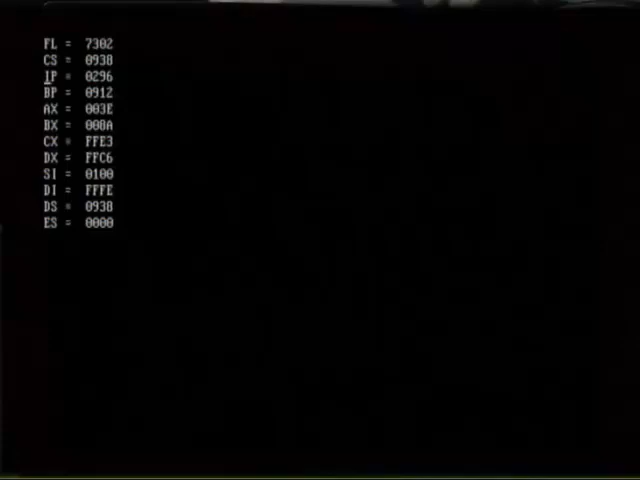 FL = 7302
CS = 0938
IP = 0296
BP = 0912
AX = 003E
BX = 008A
CX = FFE3
DX = FFC6
SI = 0100
DI = FFFE
DS = 0938
ES = 0000